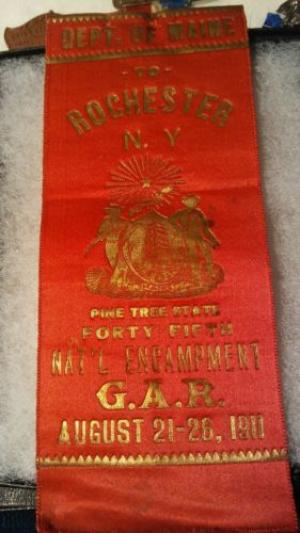 DEPT. OF MAINE
- TO -
ROCHESTER
N. Y
PINE TREE STATE
FORTY FIFTH
NAT'L ENCAMPMENT
G.A.R.
AUGUST 21-26, 1911